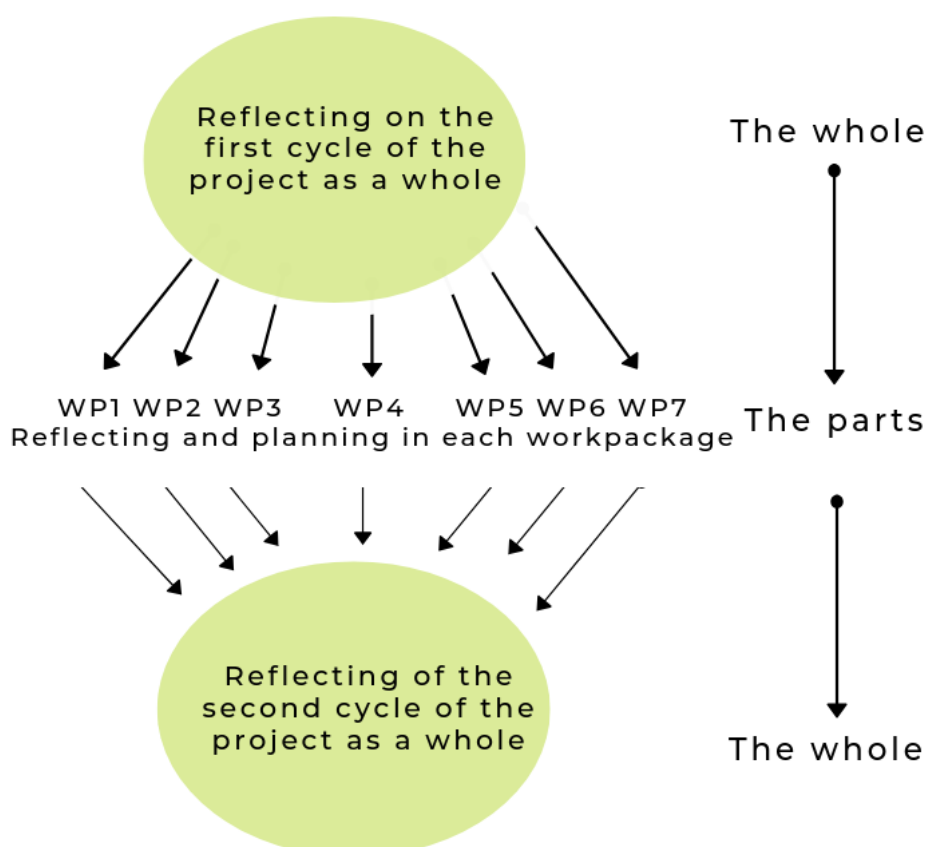 Reflecting on the
first cycle of the
project as a whole
The whole
WP1 WP2 WP3 WP4 WP5 WP6 WP7
Reflecting and planning in each workpackage
The parts
Reflecting of the
second cycle of the
project as a whole
The whole